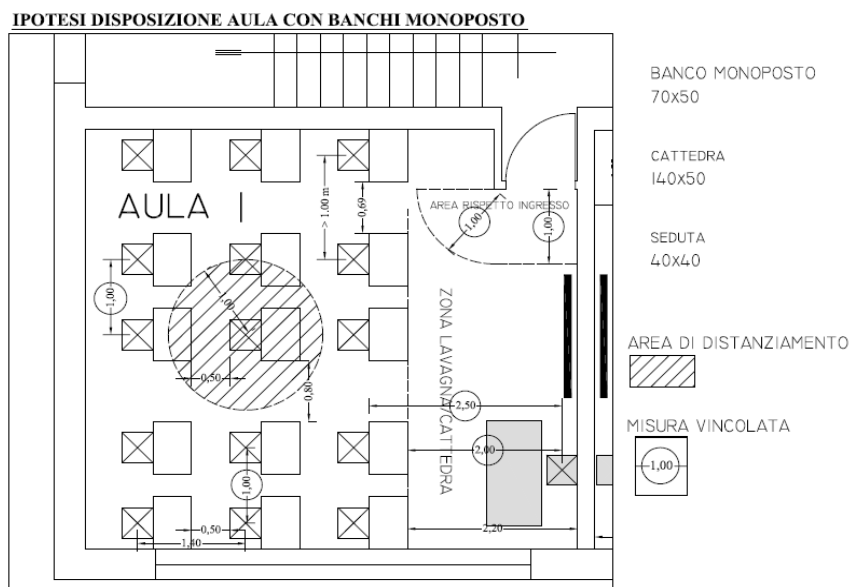 IPOTESI DISPOSIZIONE AULA CON BANCHI MONOPOSTO
BANCO MONOPOSTO
70x50
CATTEDRA
140x50
SEDUTA
40x40
AREA DI DISTANZIAMENTO
MISURA VINCOLATA
1,00
AULA 1
> 1.00 m
0,69
AREA RISPETTO INGRESSO
1,00
1,00
1,00
1,00
0,50
0,80
ZONA LAVAGNA/CATTEDRA
2,50
2,00
1,00
0,50
1,40
2,20